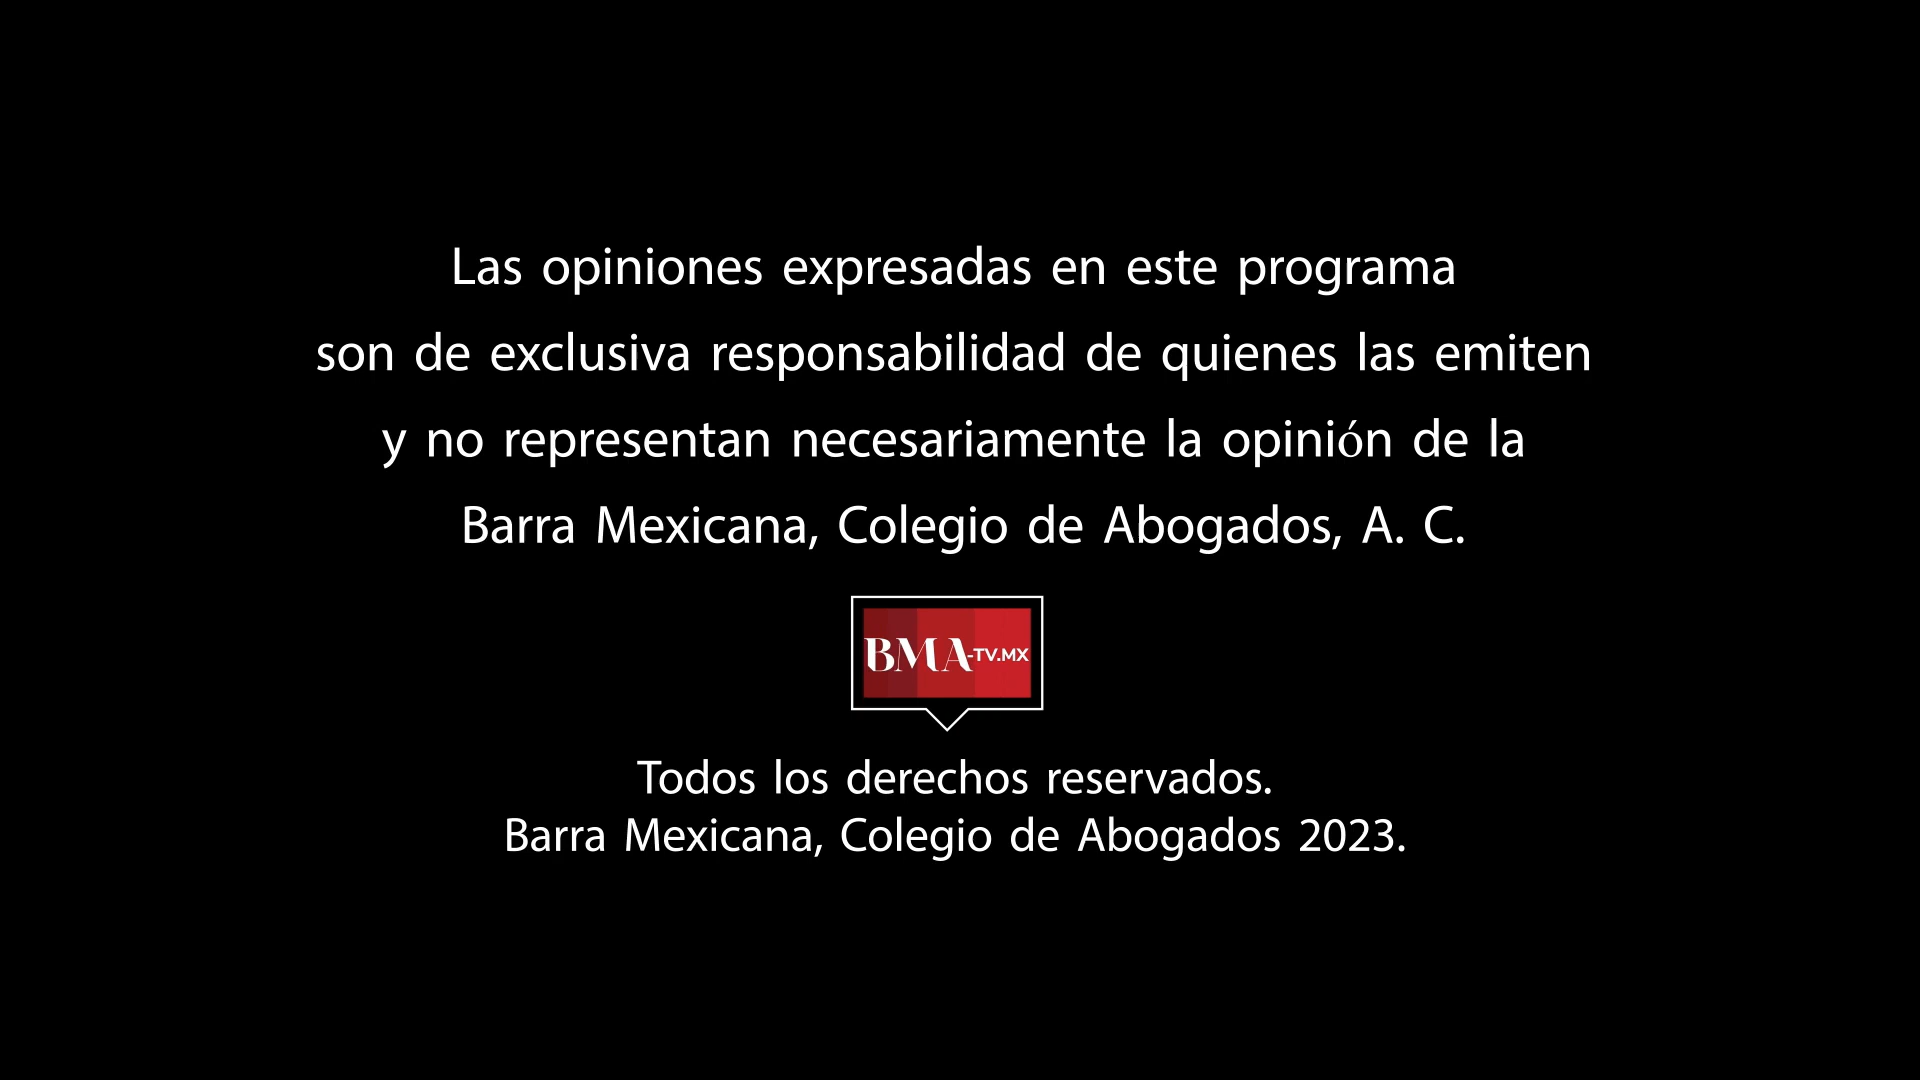 Las opiniones expresadas en este programa
son de exclusiva responsabilidad de quienes las emiten
y no representan necesariamente la opinión de la
Barra Mexicana, Colegio de Abogados, A. C.
BMA-TV.MX
Todos los derechos reservados.
Barra Mexicana, Colegio de Abogados 2023.